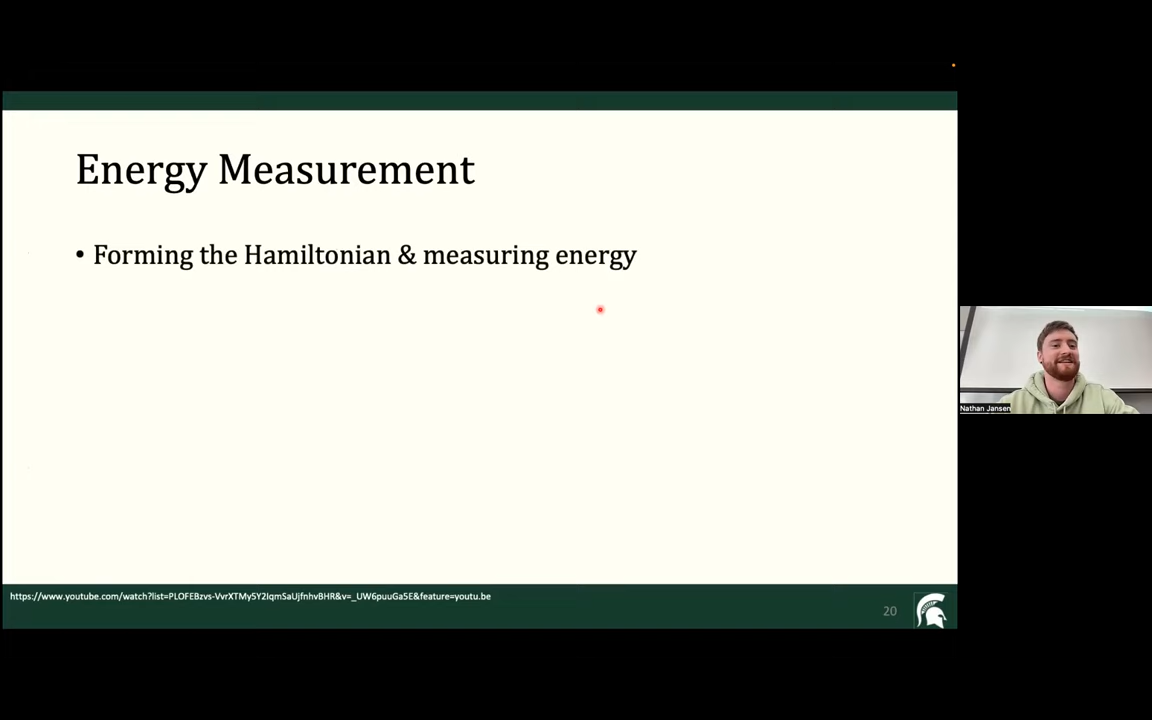 Energy Measurement
• Forming the Hamiltonian & measuring energy
Nathan Jansen
https://www.youtube.com/watch?list=PLOFEBzvs-VvrXTMy5Y2IqmSaUjfnhvBHR&v=_UW6puuGa5E&feature=youtu.be
20